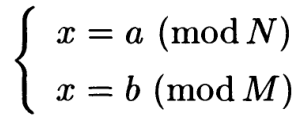 x = a (mod N)
x = b (mod M)